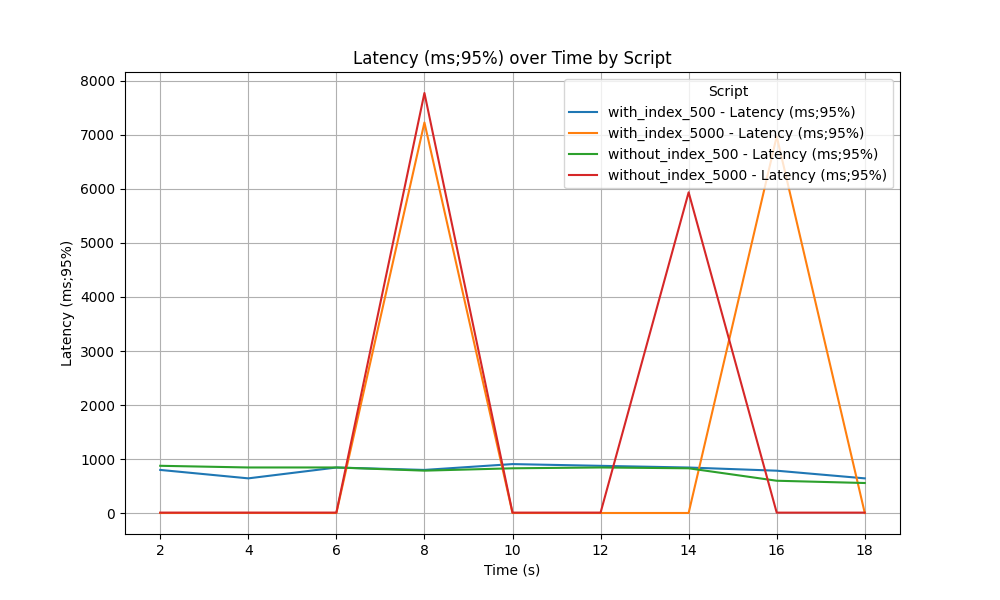 Latency (ms;95%) over Time by Script
Script
with_index_500 - Latency (ms;95%)
with_index_5000 - Latency (ms;95%)
without_index_500 - Latency (ms;95%)
without_index_5000 - Latency (ms;95%)
Latency (ms;95%)
8000
7000
6000
5000
4000
3000
2000
1000
0
2 4 6 8 10 12 14 16 18
Time (s)